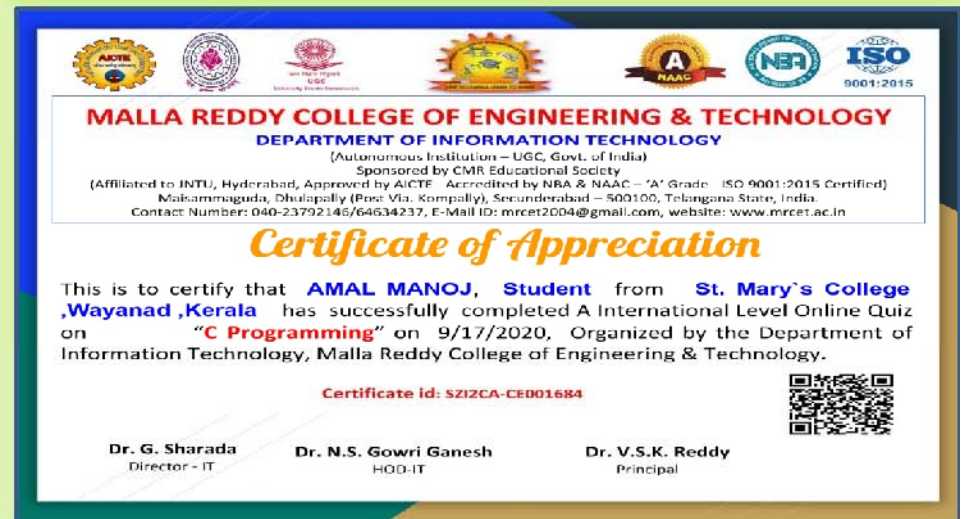 AICTE
UGC
University Grants Commission
A
NAAC
NBA
ISO
9001:2015
MALLA REDDY COLLEGE OF ENGINEERING & TECHNOLOGY
DEPARTMENT OF INFORMATION TECHNOLOGY
(Autonomous Institution – UGC, Govt. of India)
Sponsored by CMR Educational Society
(Affiliated to JNTU, Hyderabad, Approved by AICTE - Accredited by NBA & NAAC – 'A' Grade - ISO 9001:2015 Certified)
Maisammaguda, Dhulapally (Post Via. Kompally), Secunderabad – 500100, Telangana State, India.
Contact Number: 040-23792146/64634237, E-Mail ID: mrcet2004@gmail.com, website: www.mrcet.ac.in
Certificate of Appreciation
This is to certify that AMAL MANOJ, Student from St. Mary`s College
,Wayanad ,Kerala has successfully completed A International Level Online Quiz
on "C Programming" on 9/17/2020, Organized by the Department of
Information Technology, Malla Reddy College of Engineering & Technology.
Certificate id: SZI2CA-CE001684
Dr. G. Sharada
Director - IT
Dr. N.S. Gowri Ganesh
HOD-IT
Dr. V.S.K. Reddy
Principal